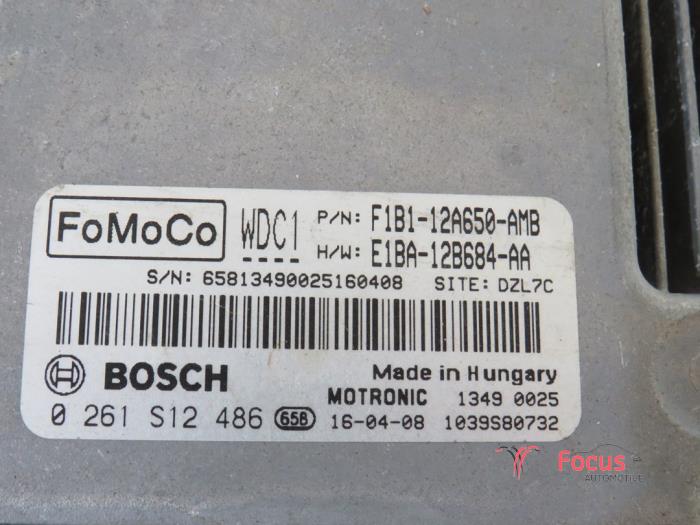 FoMoCo WDC1 P/N: F1B1-12A650-AMB
H/W: E1BA-12B684-AA
S/N: 65813490025160408 SITE: DZL7C
BOSCH Made in Hungary
MOTRONIC 1349 0025
0 261 S12 486 658 16-04-08 1039S80732
Focus
AUTOMOTIVE